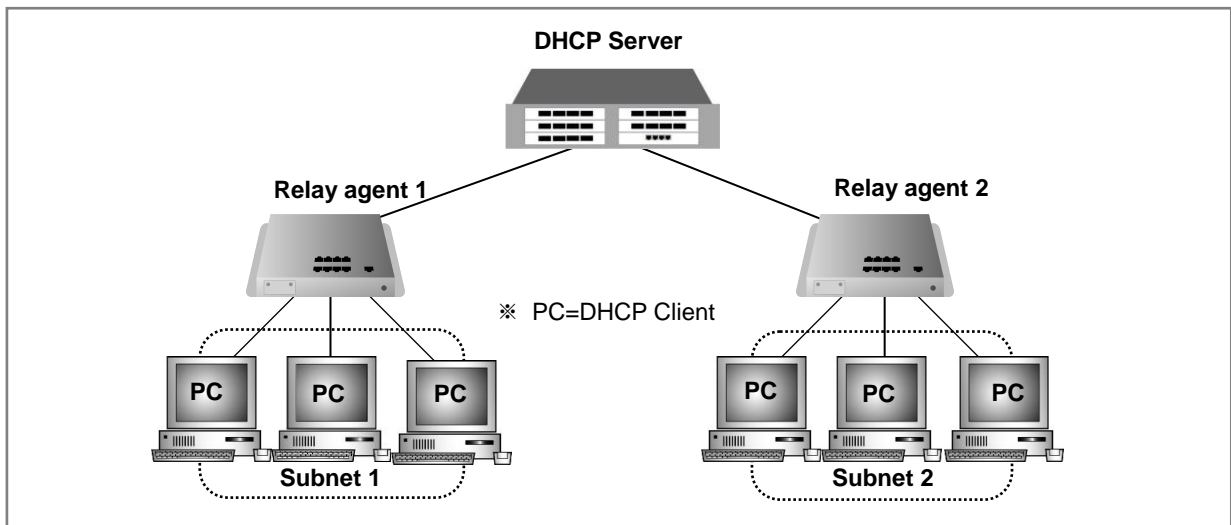 DHCP Server
Relay agent 1
Relay agent 2
※ PC=DHCP Client
PC PC PC PC PC PC
Subnet 1 Subnet 2